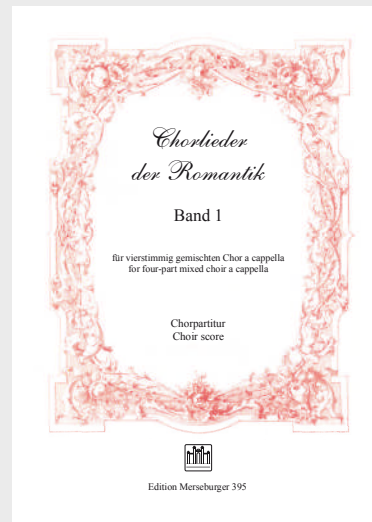 Chorlieder
der Romantik
Band 1
für vierstimmig gemischten Chor a cappella
for four-part mixed choir a cappella
Chorpartitur
Choir score
Edition Merseburger 395